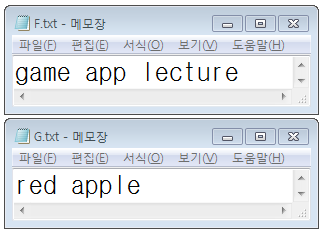 F.txt - 메모장
파일(F) 편집(E) 서식(O) 보기(V) 도움말(H)
game app lecture
G.txt - 메모장
파일(F) 편집(E) 서식(O) 보기(V) 도움말(H)
red apple